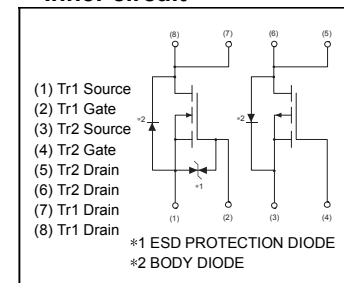 Inner circuit
(8) (7) (6) (5)
(1) Tr1 Source
(2) Tr1 Gate
(3) Tr2 Source
(4) Tr2 Gate
(5) Tr2 Drain
(6) Tr2 Drain
(7) Tr1 Drain
(8) Tr1 Drain
*2 *2
*1
(1) (2) (3) (4)
*1 ESD PROTECTION DIODE
*2 BODY DIODE